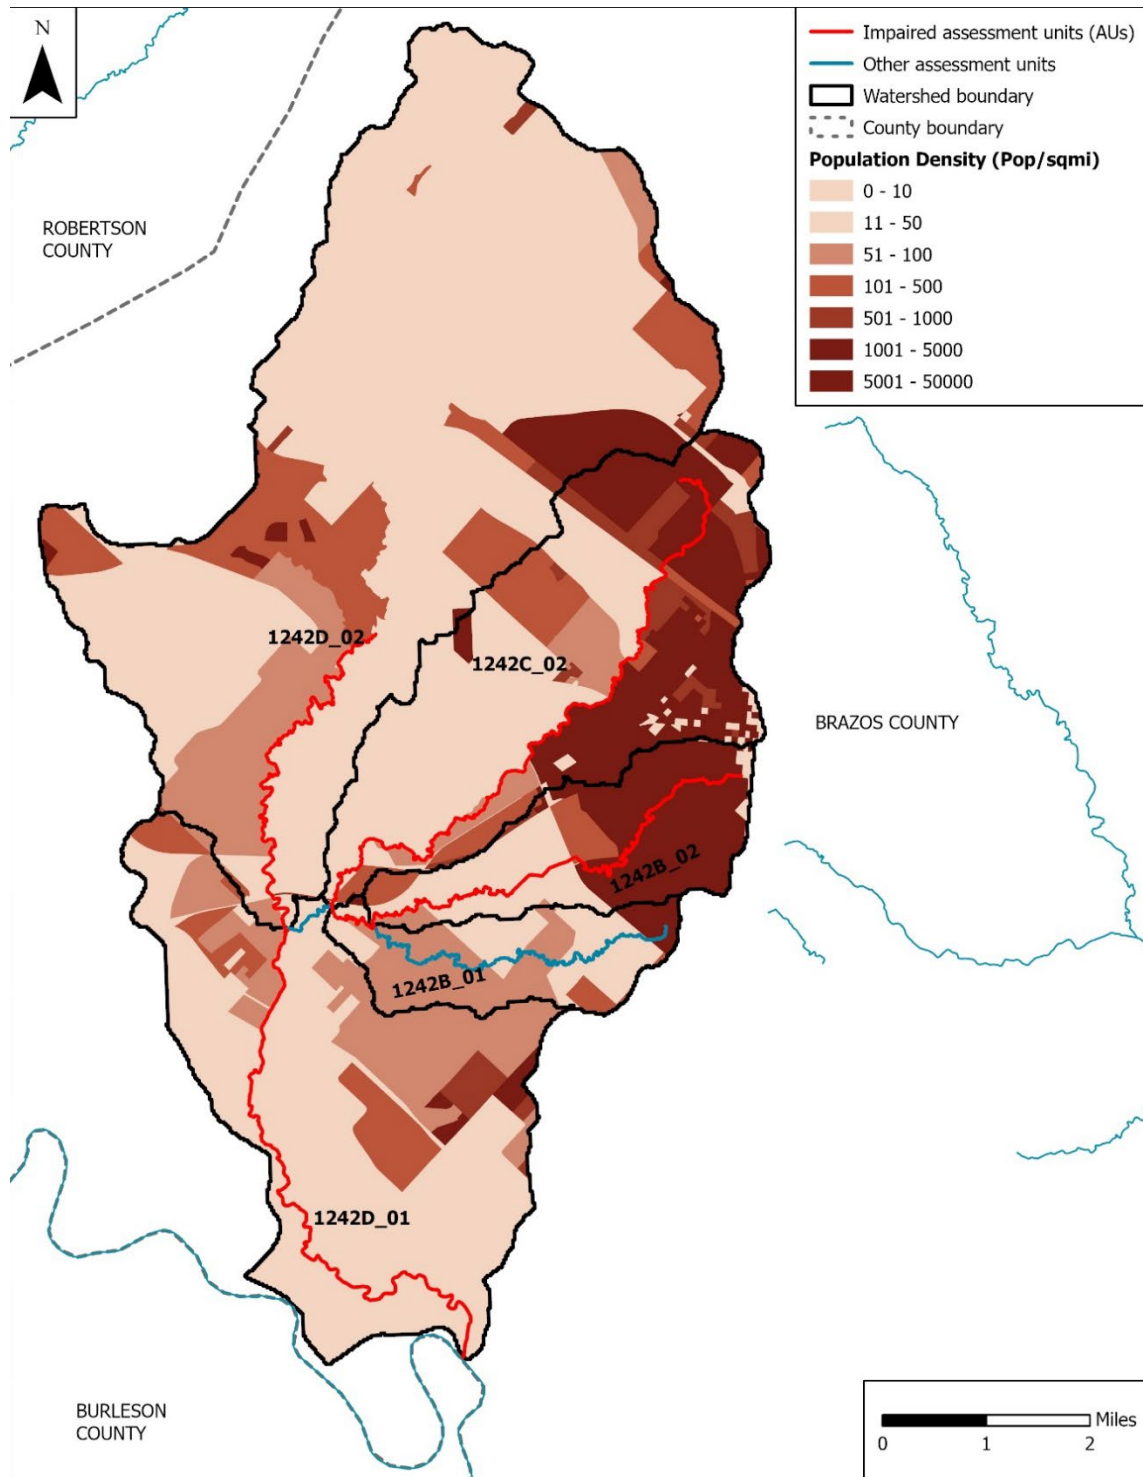 N
Impaired assessment units (AUs)
Other assessment units
Watershed boundary
County boundary
Population Density (Pop/sqmi)
0 - 10
11 - 50
51 - 100
101 - 500
501 - 1000
1001 - 5000
5001 - 50000
ROBERTSON
COUNTY
1242D_02
1242C_02
BRAZOS COUNTY
1242B_02
1242B_01
1242D_01
BURLESON
COUNTY
Miles
0 1 2